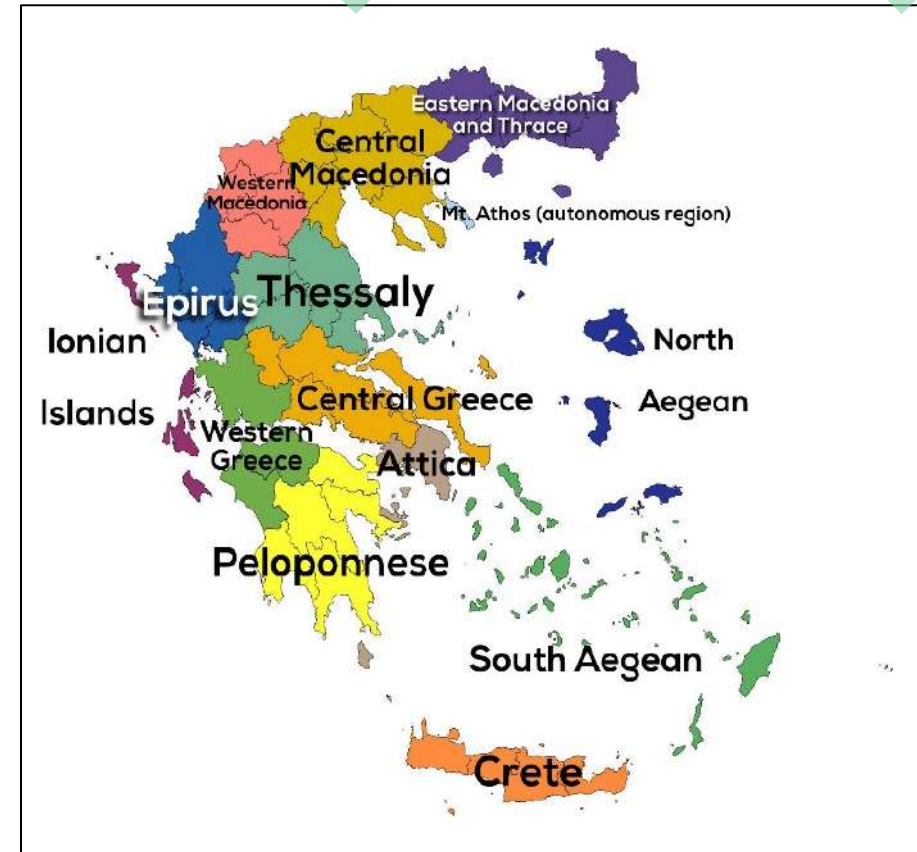 Eastern Macedonia
and Thrace
Central
Macedonia
Western
Macedonia
Mt. Athos (autonomous region)
Epirus
Thessaly
Ionian
Islands
North
Aegean
Central Greece
Western
Greece
Attica
Peloponnese
South Aegean
Crete